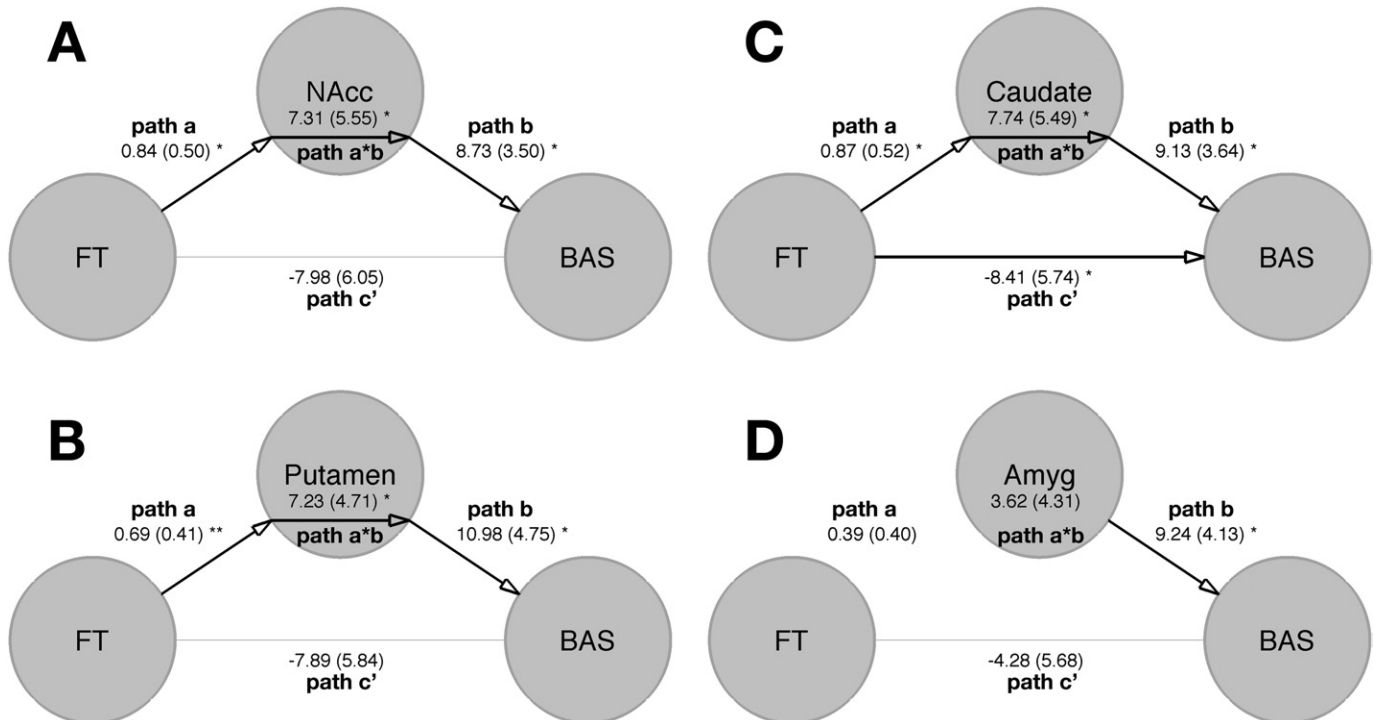 A
NAcc
7.31 (5.55) *
path a*b
path a
0.84 (0.50) *
path b
8.73 (3.50) *
FT
BAS
-7.98 (6.05)
path c’
C
Caudate
7.74 (5.49) *
path a*b
path a
0.87 (0.52) *
path b
9.13 (3.64) *
FT
BAS
-8.41 (5.74) *
path c’
B
Putamen
7.23 (4.71) *
path a*b
path a
0.69 (0.41) **
path b
10.98 (4.75) *
FT
BAS
-7.89 (5.84)
path c’
D
Amyg
3.62 (4.31)
path a*b
path a
0.39 (0.40)
path b
9.24 (4.13) *
FT
BAS
-4.28 (5.68)
path c’